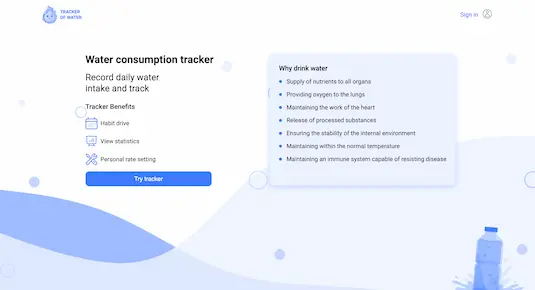 TRACKER
OF WATER
Sign in
Water consumption tracker
Record daily water
intake and track
Tracker Benefits
Habit drive
View statistics
Personal rate setting
Try tracker
Why drink water
Supply of nutrients to all organs
Providing oxygen to the lungs
Maintaining the work of the heart
Release of processed substances
Ensuring the stability of the internal environment
Maintaining within the normal temperature
Maintaining an immune system capable of resisting disease